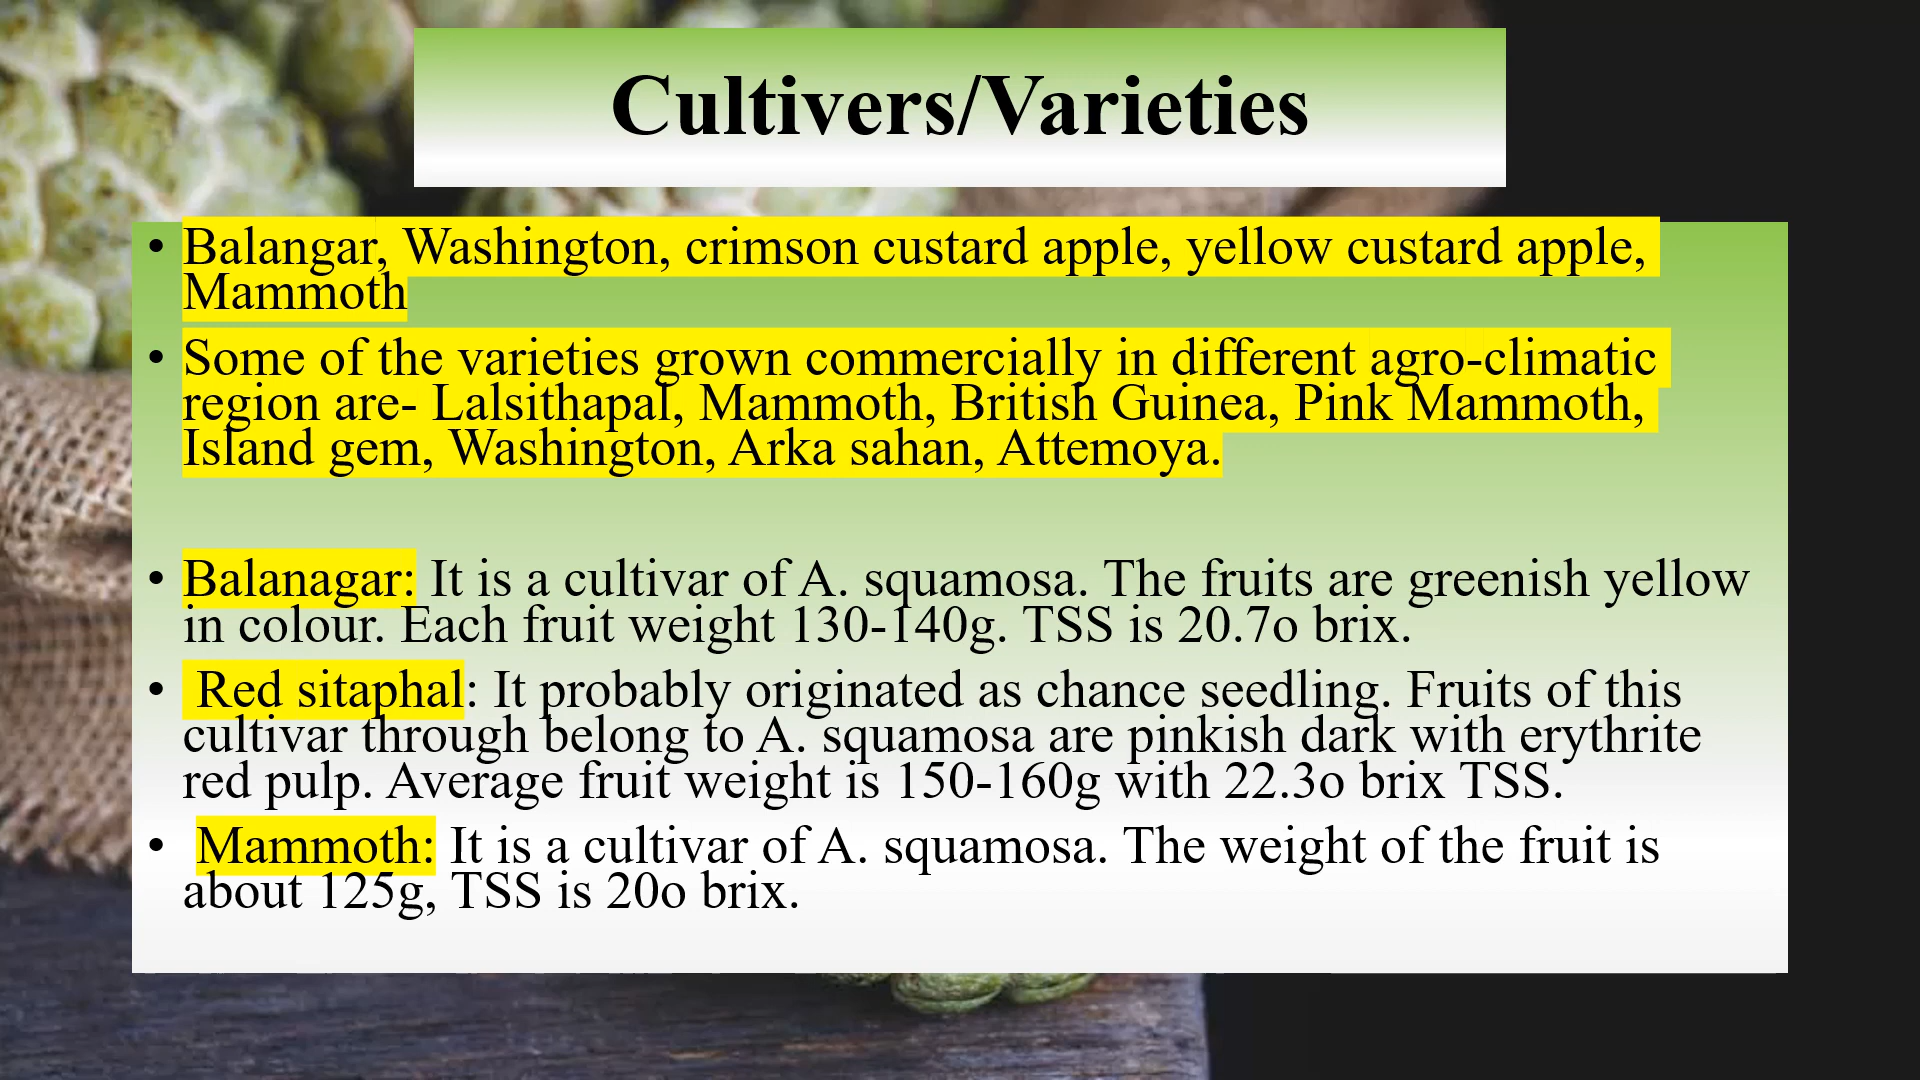 Cultivers/Varieties
• Balangar, Washington, crimson custard apple, yellow custard apple,
Mammoth
• Some of the varieties grown commercially in different agro-climatic
region are- Lalsithapal, Mammoth, British Guinea, Pink Mammoth,
Island gem, Washington, Arka sahan, Attemoya.
• Balanagar: It is a cultivar of A. squamosa. The fruits are greenish yellow
in colour. Each fruit weight 130-140g. TSS is 20.7o brix.
• Red sitaphal: It probably originated as chance seedling. Fruits of this
cultivar through belong to A. squamosa are pinkish dark with erythrite
red pulp. Average fruit weight is 150-160g with 22.3o brix TSS.
• Mammoth: It is a cultivar of A. squamosa. The weight of the fruit is
about 125g, TSS is 20o brix.